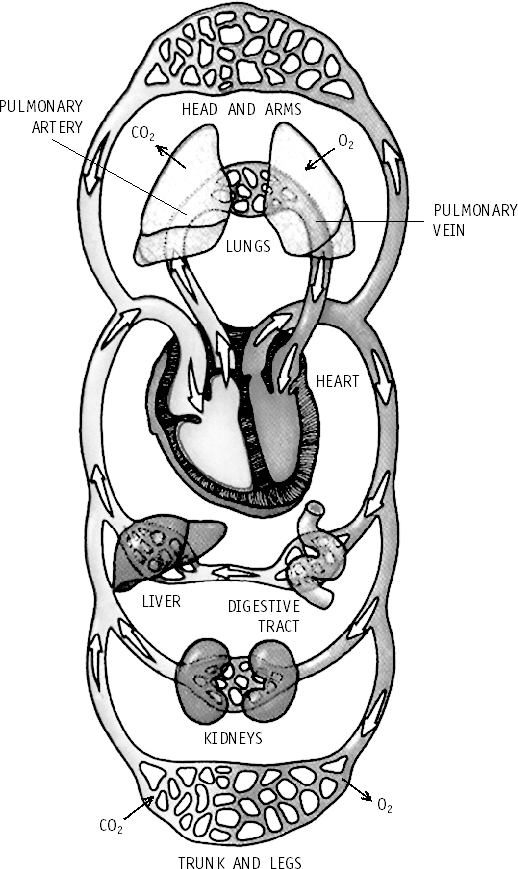 HEAD AND ARMS
PULMONARY
ARTERY
CO₂
O₂
PULMONARY
VEIN
LUNGS
HEART
LIVER
DIGESTIVE
TRACT
KIDNEYS
CO₂
O₂
TRUNK AND LEGS